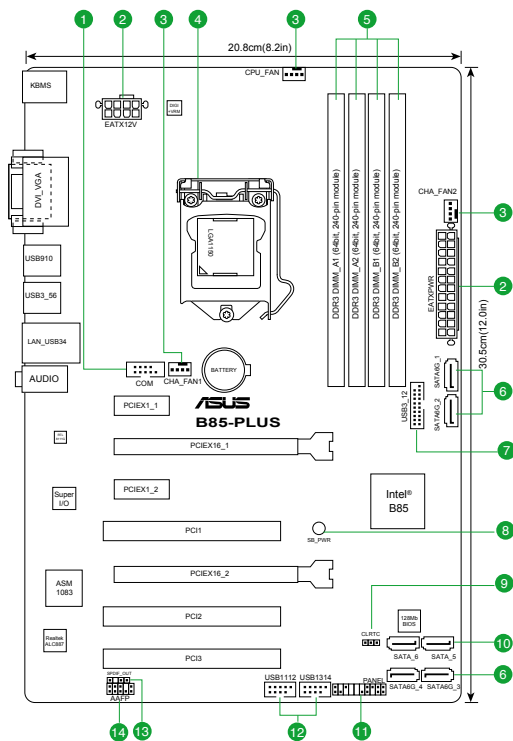 1
2
3
4
3
5
20.8cm(8.2in)
CPU_FAN
KBMS
EATX12V
DIGI
+VRM
DVI_VGA
LGA1150
DDR3 DIMM_A1 (64bit, 240-pin module)
DDR3 DIMM_A2 (64bit, 240-pin module)
DDR3 DIMM_B1 (64bit, 240-pin module)
DDR3 DIMM_B2 (64bit, 240-pin module)
CHA_FAN2
3
EATXPWR
2
30.5cm(12.0in)
USB910
USB3_56
LAN_USB34
AUDIO
COM
CHA_FAN1
BATTERY
SATA6G_1
SATA6G_2
6
USB3_12
7
PCIEX1_1
ASUS
B85-PLUS
PCIEX16_1
PCIEX1_2
Super
I/O
Intel®
B85
PCI1
SB_PWR
8
PCIEX16_2
ASM
1083
9
128Mb
BIOS
CLRTC
PCI2
Realtek
ALC887
SATA_6
SATA_5
10
PCI3
SPDIF_OUT
AAFP
USB1112
USB1314
PANEL
SATA6G_4
SATA6G_3
6
14
13
12
11